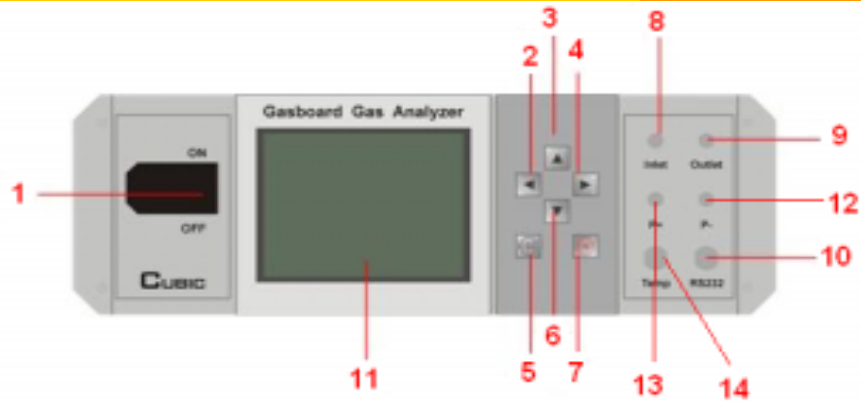 3
8
2
4
Gasboard Gas Analyzer
ON
9
Inlet Outlet
1
12
OFF
P+ P-
10
CUBIC
Temp RS232
6
11
5
7
13
14